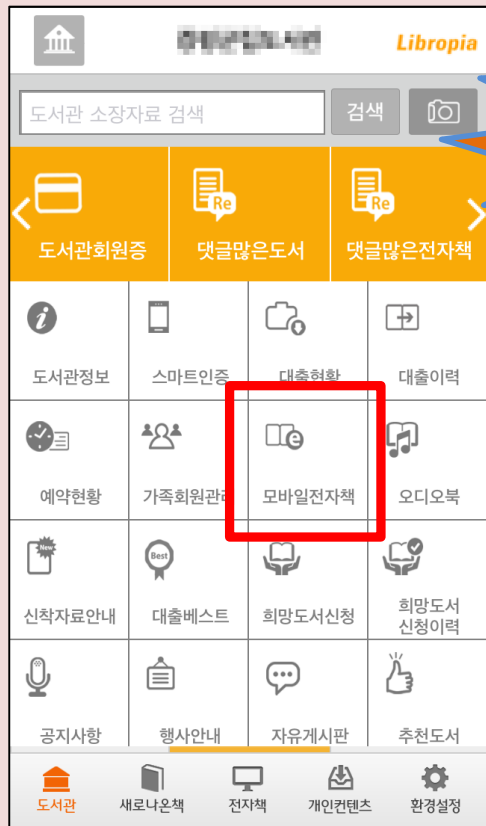 Libropia
도서관 소장자료 검색
검색
Re
Re
도서관회원증
댓글많은도서
댓글많은전자책
도서관정보
스마트인증
대출현황
대출이력
예약현황
가족회원관리
모바일전자책
오디오북
New
Best
신착자료안내
대출베스트
희망도서신청
희망도서
신청이력
공지사항
행사안내
자유게시판
추천도서
도서관
새로나온책
전자책
개인컨텐츠
환경설정